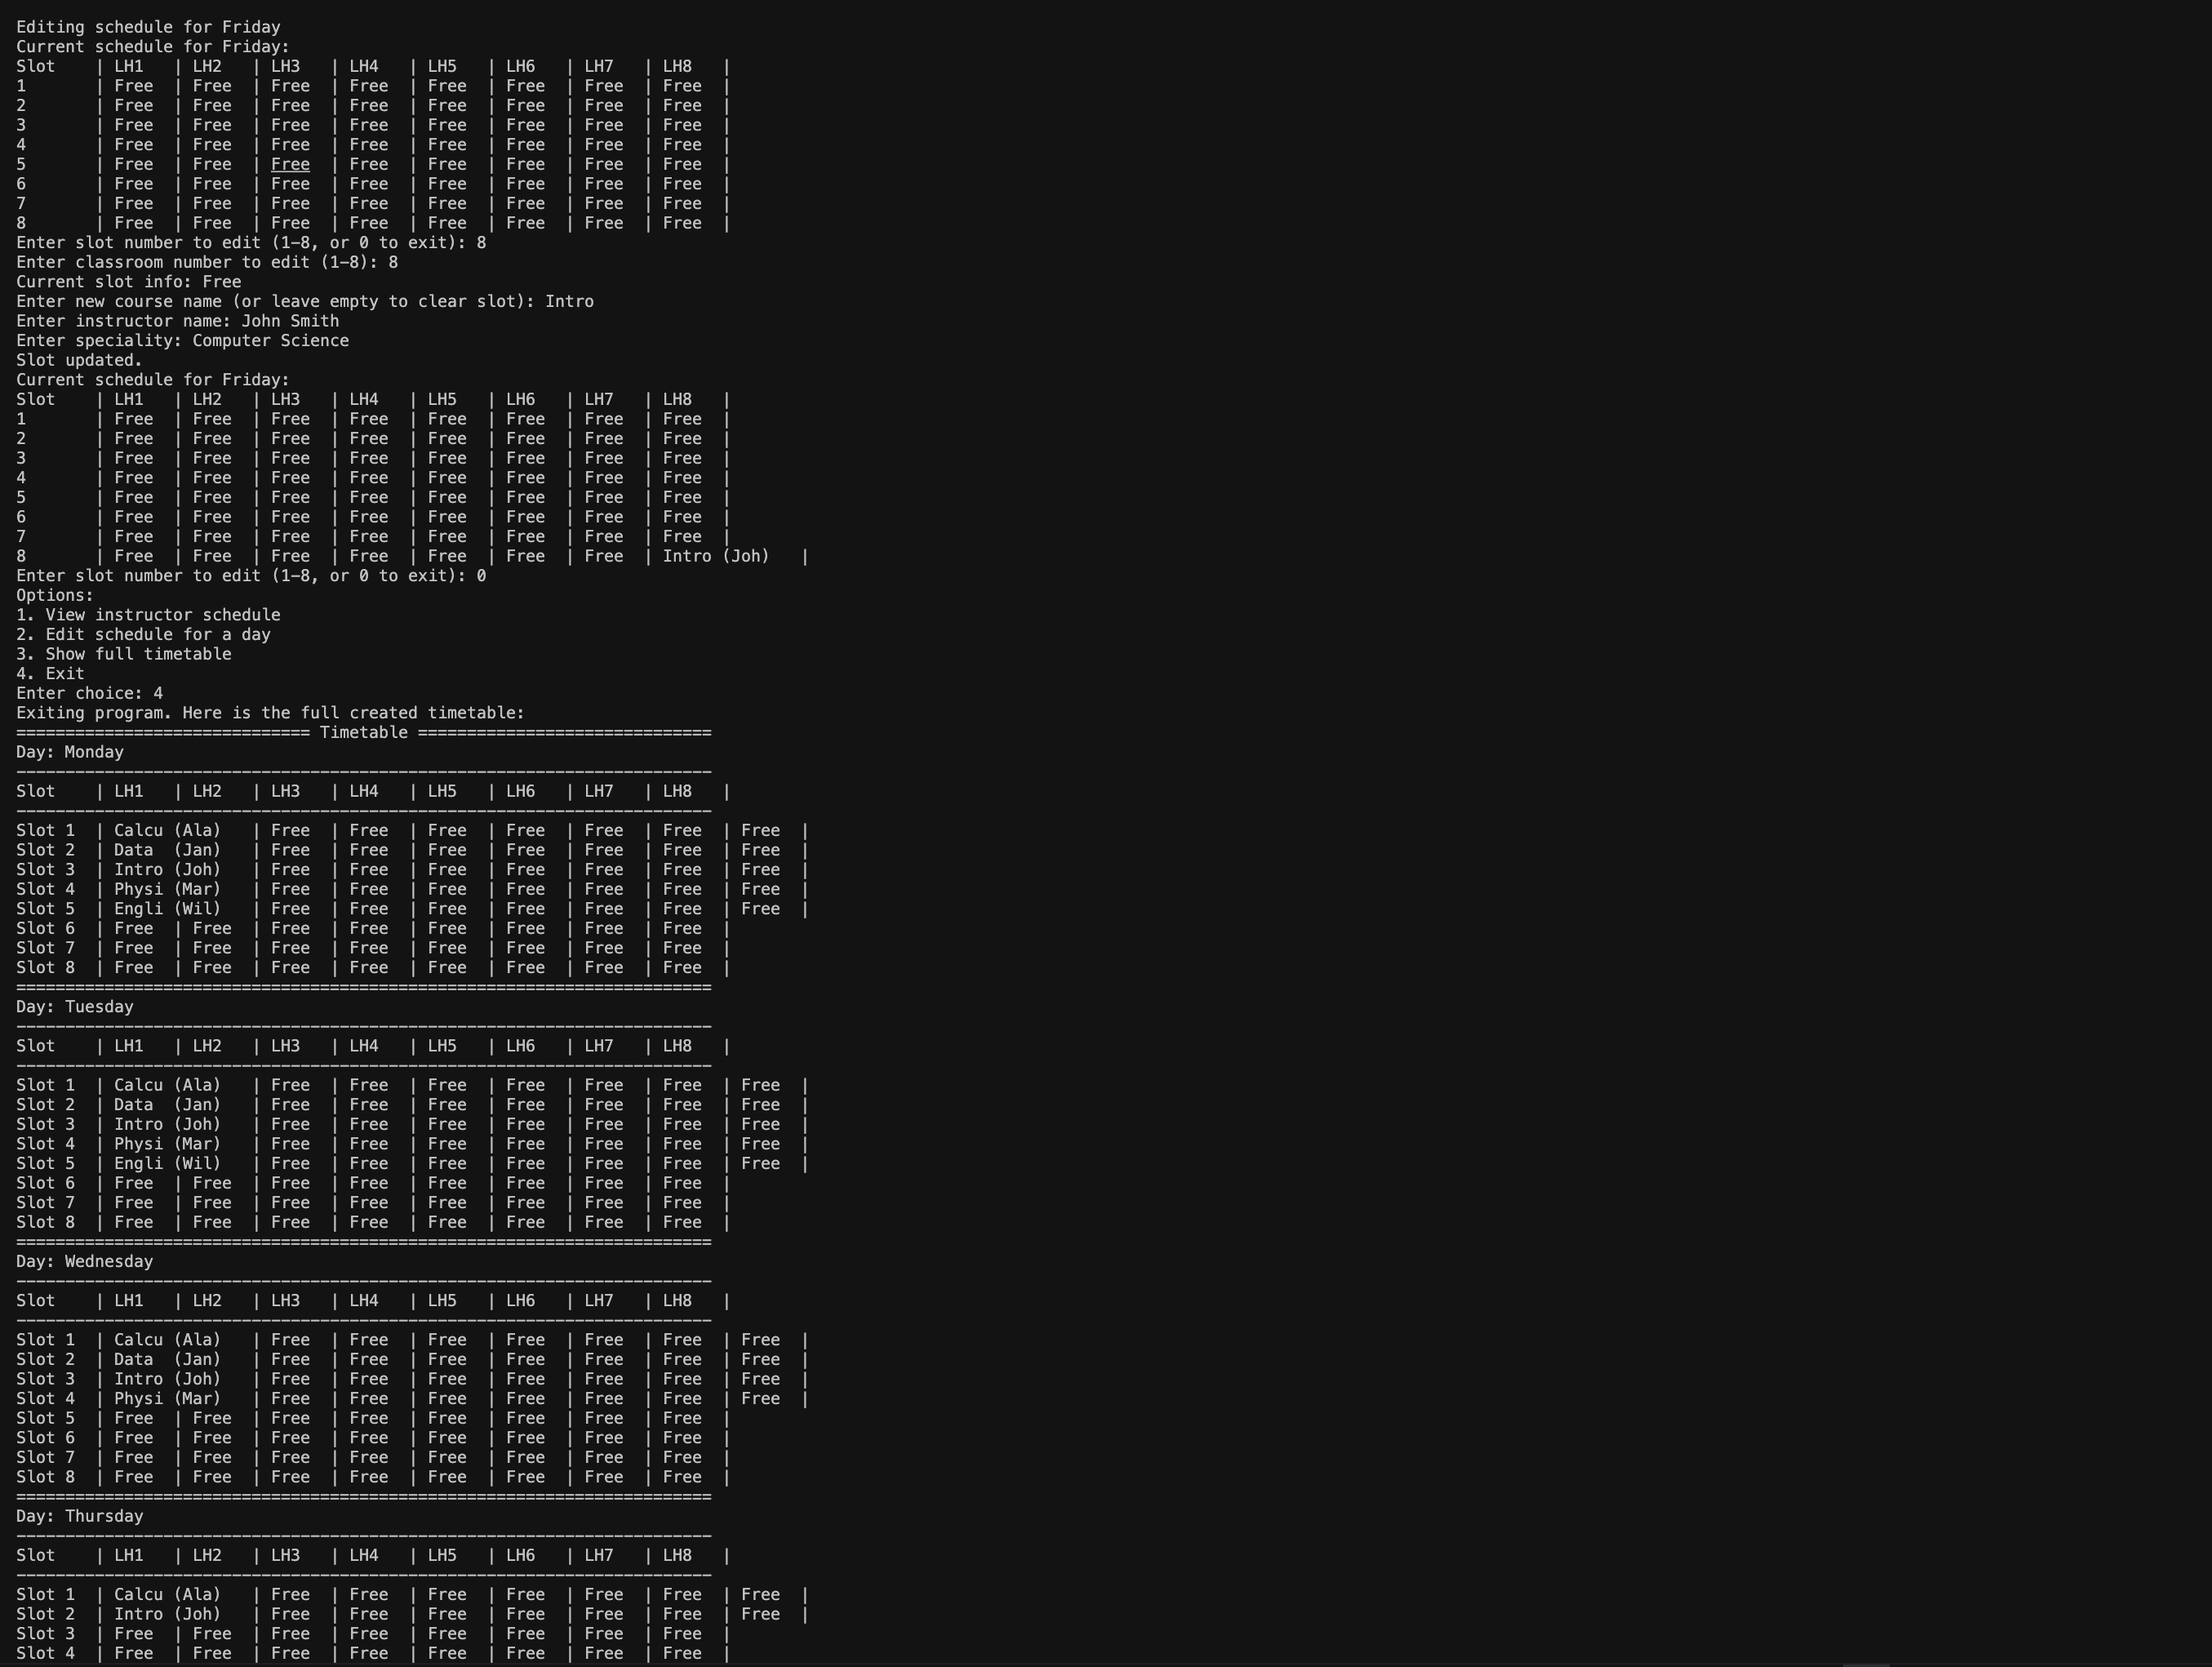 Editing schedule for Friday
Current schedule for Friday:
Slot    | LH1   | LH2   | LH3   | LH4   | LH5   | LH6   | LH7   | LH8   |
1       | Free  | Free  | Free  | Free  | Free  | Free  | Free  | Free  |
2       | Free  | Free  | Free  | Free  | Free  | Free  | Free  | Free  |
3       | Free  | Free  | Free  | Free  | Free  | Free  | Free  | Free  |
4       | Free  | Free  | Free  | Free  | Free  | Free  | Free  | Free  |
5       | Free  | Free  | Free  | Free  | Free  | Free  | Free  | Free  |
6       | Free  | Free  | Free  | Free  | Free  | Free  | Free  | Free  |
7       | Free  | Free  | Free  | Free  | Free  | Free  | Free  | Free  |
8       | Free  | Free  | Free  | Free  | Free  | Free  | Free  | Free  |
Enter slot number to edit (1-8, or 0 to exit): 8
Enter classroom number to edit (1-8): 8
Current slot info: Free
Enter new course name (or leave empty to clear slot): Intro
Enter instructor name: John Smith
Enter speciality: Computer Science
Slot updated.
Current schedule for Friday:
Slot    | LH1   | LH2   | LH3   | LH4   | LH5   | LH6   | LH7   | LH8   |
1       | Free  | Free  | Free  | Free  | Free  | Free  | Free  | Free  |
2       | Free  | Free  | Free  | Free  | Free  | Free  | Free  | Free  |
3       | Free  | Free  | Free  | Free  | Free  | Free  | Free  | Free  |
4       | Free  | Free  | Free  | Free  | Free  | Free  | Free  | Free  |
5       | Free  | Free  | Free  | Free  | Free  | Free  | Free  | Free  |
6       | Free  | Free  | Free  | Free  | Free  | Free  | Free  | Free  |
7       | Free  | Free  | Free  | Free  | Free  | Free  | Free  | Free  |
8       | Free  | Free  | Free  | Free  | Free  | Free  | Free  | Intro (Joh)   |
Enter slot number to edit (1-8, or 0 to exit): 0
Options:
1. View instructor schedule
2. Edit schedule for a day
3. Show full timetable
4. Exit
Enter choice: 4
Exiting program. Here is the full created timetable:
============================== Timetable ==============================
Day: Monday
-----------------------------------------------------------------------
Slot    | LH1   | LH2   | LH3   | LH4   | LH5   | LH6   | LH7   | LH8   |
-----------------------------------------------------------------------
Slot 1  | Calcu (Ala)   | Free  | Free  | Free  | Free  | Free  | Free  | Free  |
Slot 2  | Data  (Jan)   | Free  | Free  | Free  | Free  | Free  | Free  | Free  |
Slot 3  | Intro (Joh)   | Free  | Free  | Free  | Free  | Free  | Free  | Free  |
Slot 4  | Physi (Mar)   | Free  | Free  | Free  | Free  | Free  | Free  | Free  |
Slot 5  | Engli (Wil)   | Free  | Free  | Free  | Free  | Free  | Free  | Free  |
Slot 6  | Free  | Free  | Free  | Free  | Free  | Free  | Free  | Free  |
Slot 7  | Free  | Free  | Free  | Free  | Free  | Free  | Free  | Free  |
Slot 8  | Free  | Free  | Free  | Free  | Free  | Free  | Free  | Free  |
=======================================================================
Day: Tuesday
-----------------------------------------------------------------------
Slot    | LH1   | LH2   | LH3   | LH4   | LH5   | LH6   | LH7   | LH8   |
-----------------------------------------------------------------------
Slot 1  | Calcu (Ala)   | Free  | Free  | Free  | Free  | Free  | Free  | Free  |
Slot 2  | Data  (Jan)   | Free  | Free  | Free  | Free  | Free  | Free  | Free  |
Slot 3  | Intro (Joh)   | Free  | Free  | Free  | Free  | Free  | Free  | Free  |
Slot 4  | Physi (Mar)   | Free  | Free  | Free  | Free  | Free  | Free  | Free  |
Slot 5  | Engli (Wil)   | Free  | Free  | Free  | Free  | Free  | Free  | Free  |
Slot 6  | Free  | Free  | Free  | Free  | Free  | Free  | Free  | Free  |
Slot 7  | Free  | Free  | Free  | Free  | Free  | Free  | Free  | Free  |
Slot 8  | Free  | Free  | Free  | Free  | Free  | Free  | Free  | Free  |
=======================================================================
Day: Wednesday
-----------------------------------------------------------------------
Slot    | LH1   | LH2   | LH3   | LH4   | LH5   | LH6   | LH7   | LH8   |
-----------------------------------------------------------------------
Slot 1  | Calcu (Ala)   | Free  | Free  | Free  | Free  | Free  | Free  | Free  |
Slot 2  | Data  (Jan)   | Free  | Free  | Free  | Free  | Free  | Free  | Free  |
Slot 3  | Intro (Joh)   | Free  | Free  | Free  | Free  | Free  | Free  | Free  |
Slot 4  | Physi (Mar)   | Free  | Free  | Free  | Free  | Free  | Free  | Free  |
Slot 5  | Free  | Free  | Free  | Free  | Free  | Free  | Free  | Free  |
Slot 6  | Free  | Free  | Free  | Free  | Free  | Free  | Free  | Free  |
Slot 7  | Free  | Free  | Free  | Free  | Free  | Free  | Free  | Free  |
Slot 8  | Free  | Free  | Free  | Free  | Free  | Free  | Free  | Free  |
=======================================================================
Day: Thursday
-----------------------------------------------------------------------
Slot    | LH1   | LH2   | LH3   | LH4   | LH5   | LH6   | LH7   | LH8   |
-----------------------------------------------------------------------
Slot 1  | Calcu (Ala)   | Free  | Free  | Free  | Free  | Free  | Free  | Free  |
Slot 2  | Intro (Joh)   | Free  | Free  | Free  | Free  | Free  | Free  | Free  |
Slot 3  | Free  | Free  | Free  | Free  | Free  | Free  | Free  | Free  |
Slot 4  | Free  | Free  | Free  | Free  | Free  | Free  | Free  | Free  |